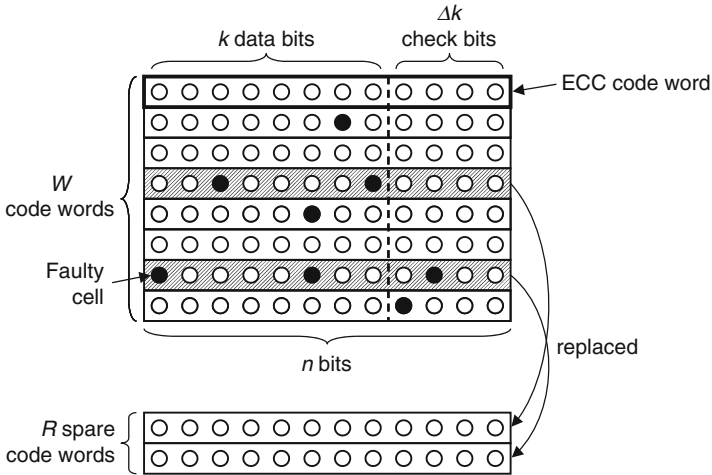 Δk
k data bits
check bits
ECC code word
W
code words
Faulty
cell
n bits
replaced
R spare
code words